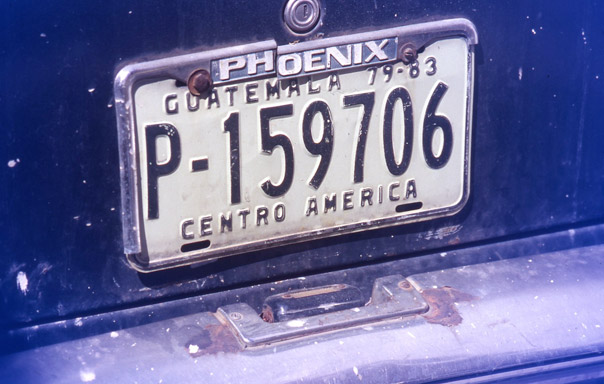 PHOENIX
GUATEMALA 79-83
P-159706
CENTRO AMERICA